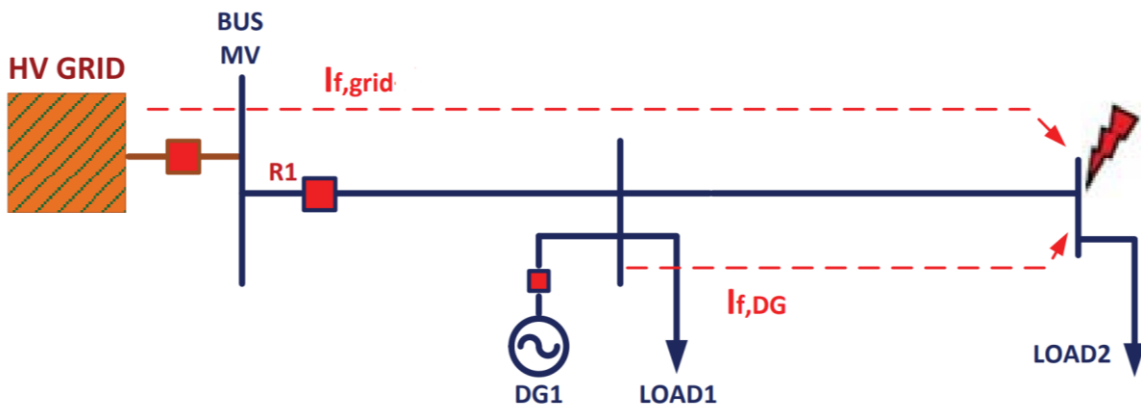 BUS
MV
HV GRID
If,grid
R1
If,DG
DG1
LOAD1
LOAD2